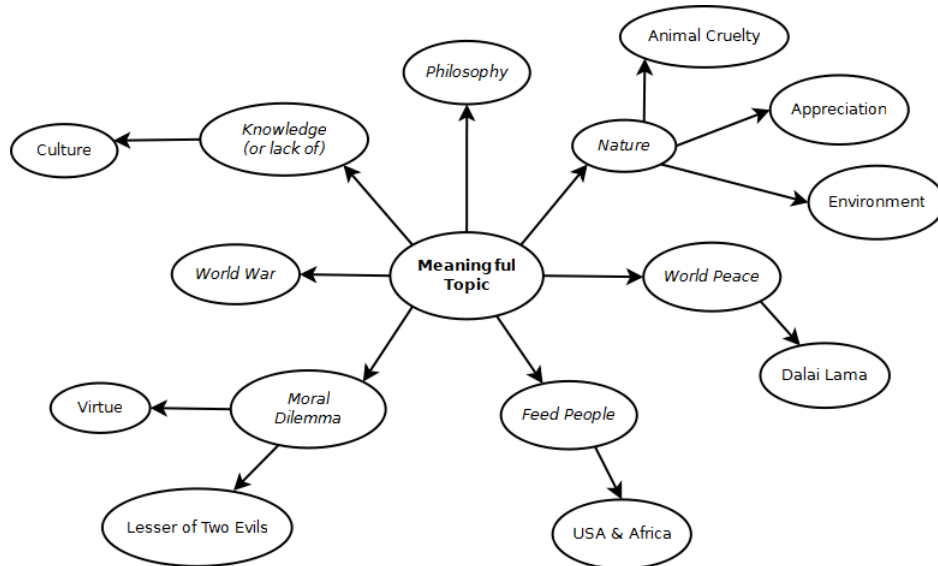 Animal Cruelty
Philosophy
Appreciation
Knowledge
(or lack of)
Nature
Culture
Environment
Meaningful
Topic
World War
World Peace
Dalai Lama
Virtue
Moral
Dilemma
Feed People
Lesser of Two Evils
USA & Africa